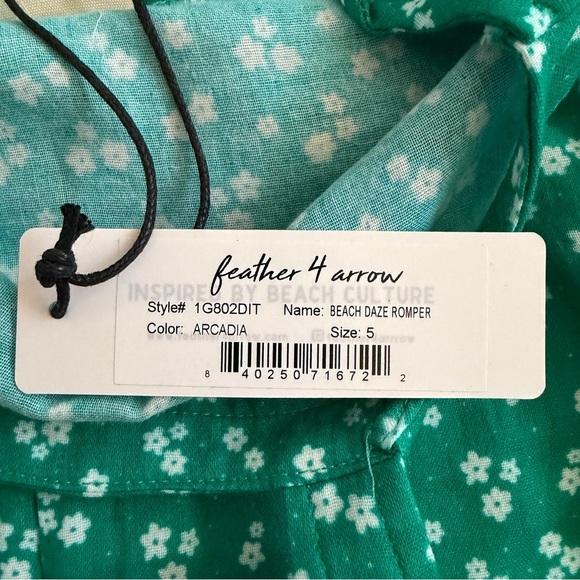 feather 4 arrow
INSPIRED BY BEACH CULTURE
Style# 1G802DIT Name: BEACH DAZE ROMPER
Color: ARCADIA Size: 5
8 40250 71672 2